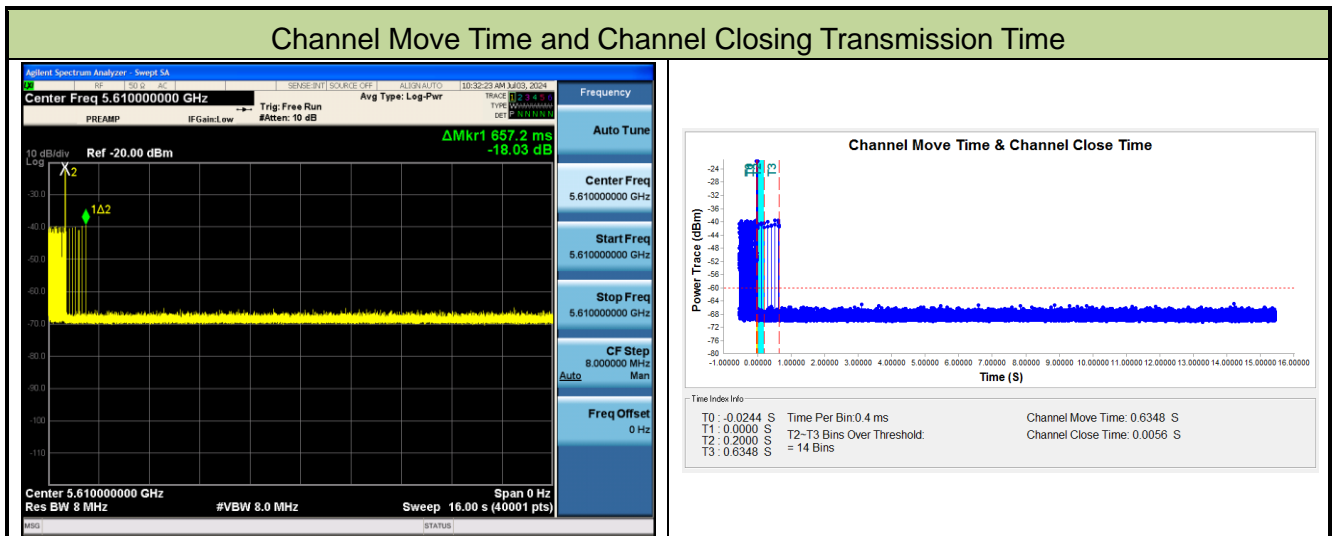 Channel Move Time and Channel Closing Transmission Time
Agilent Spectrum Analyzer - Swept SA
RF 50 Ω AC SENSE:INT SOURCE OFF ALIGN AUTO 10:32:23 AM Jul 03, 2024
Center Freq 5.610000000 GHz
Avg Type: Log-Pwr
Trig: Free Run
#Atten: 10 dB
PREAMP
IFGain:Low
TRACE 1 2 3 4 5 6
TYPE
DET P N N N N N
ΔMkr1 657.2 ms
-18.03 dB
10 dB/div
Log
Ref -20.00 dBm
2
1Δ2
-30.0
-40.0
-50.0
-60.0
-70.0
-80.0
-90.0
-100
-110
Center 5.610000000 GHz
Span 0 Hz
Res BW 8 MHz
#VBW 8.0 MHz
Sweep 16.00 s (40001 pts)
MSG
STATUS
Frequency
Auto Tune
Center Freq
5.610000000 GHz
Start Freq
5.610000000 GHz
Stop Freq
5.610000000 GHz
CF Step
8.000000 MHz
Auto Man
Freq Offset
0 Hz
Channel Move Time & Channel Close Time
T3
Power Trace (dBm)
-24
-28
-32
-36
-40
-44
-48
-52
-56
-60
-64
-68
-72
-76
-80
-1.00000 0.00000 1.00000 2.00000 3.00000 4.00000 5.00000 6.00000 7.00000 8.00000 9.00000 10.00000 11.00000 12.00000 13.00000 14.00000 15.00000 16.00000
Time (S)
Time Index Info
T0 : -0.0244 S
T1 : 0.0000 S
T2 : 0.2000 S
T3 : 0.6348 S
Time Per Bin:0.4 ms
T2~T3 Bins Over Threshold:
= 14 Bins
Channel Move Time: 0.6348 S
Channel Close Time: 0.0056 S